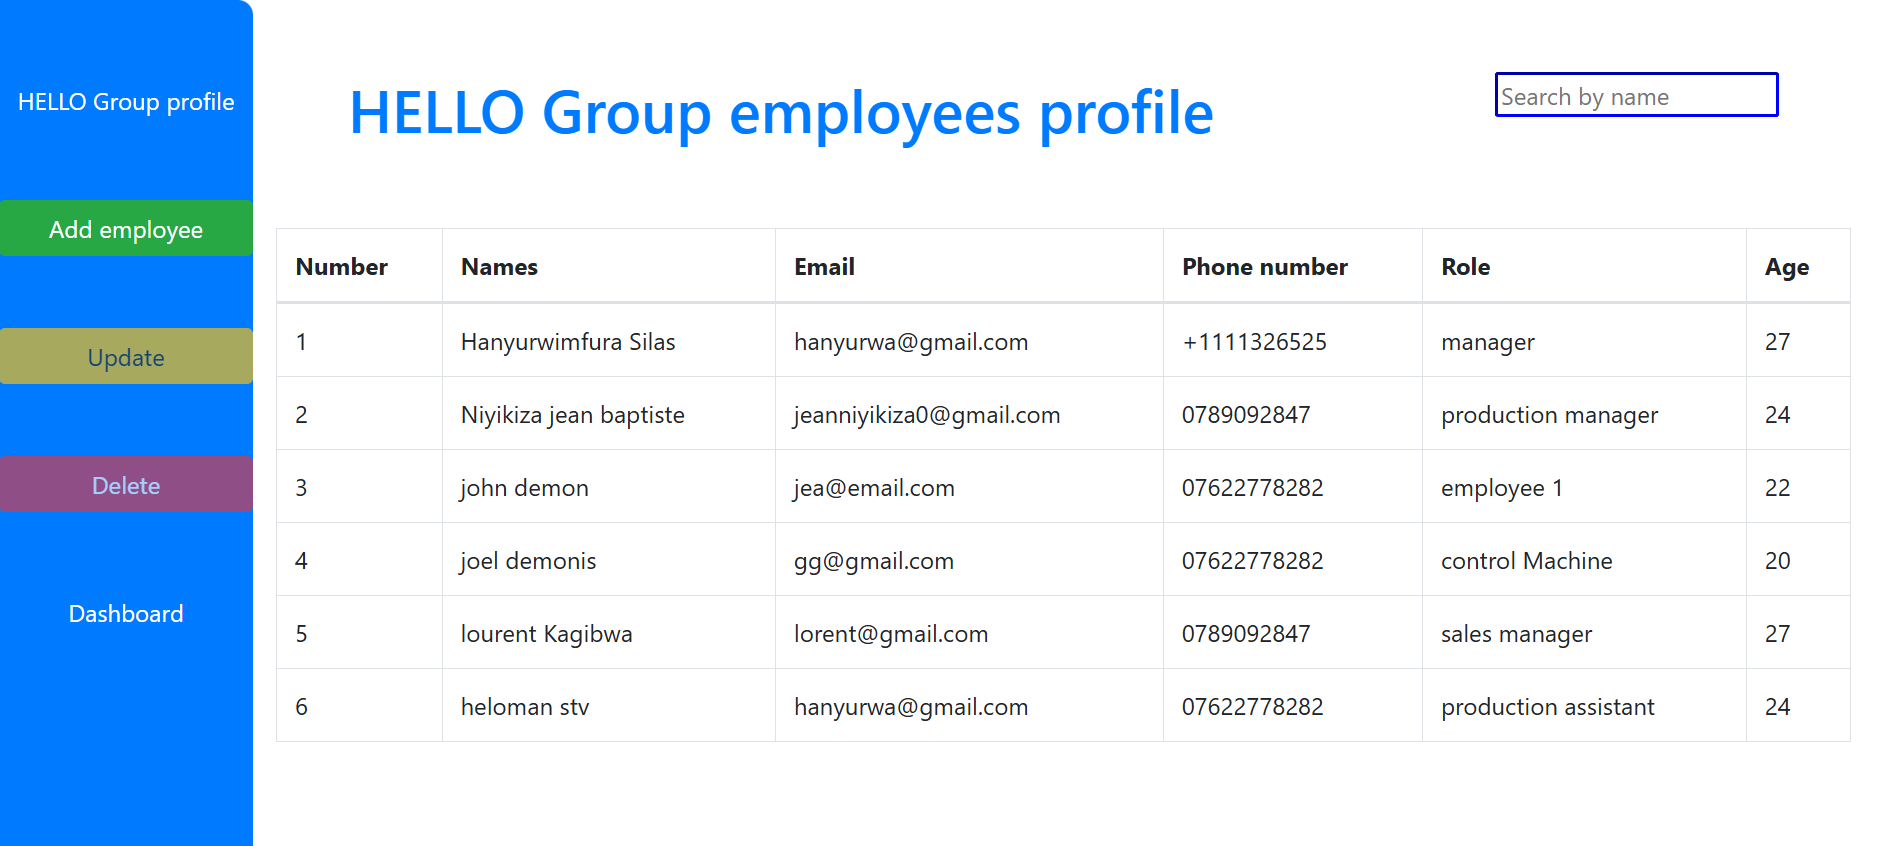 HELLO Group profile
Add employee
Update
Delete
Dashboard
HELLO Group employees profile
Search by name
Number Names Email Phone number Role Age
1 Hanyurwimfura Silas hanyurwa@gmail.com +1111326525 manager 27
2 Niyikiza jean baptiste jeanniyikiza0@gmail.com 0789092847 production manager 24
3 john demon jea@email.com 07622778282 employee 1 22
4 joel demonis gg@gmail.com 07622778282 control Machine 20
5 lourent Kagibwa lorent@gmail.com 0789092847 sales manager 27
6 heloman stv hanyurwa@gmail.com 07622778282 production assistant 24